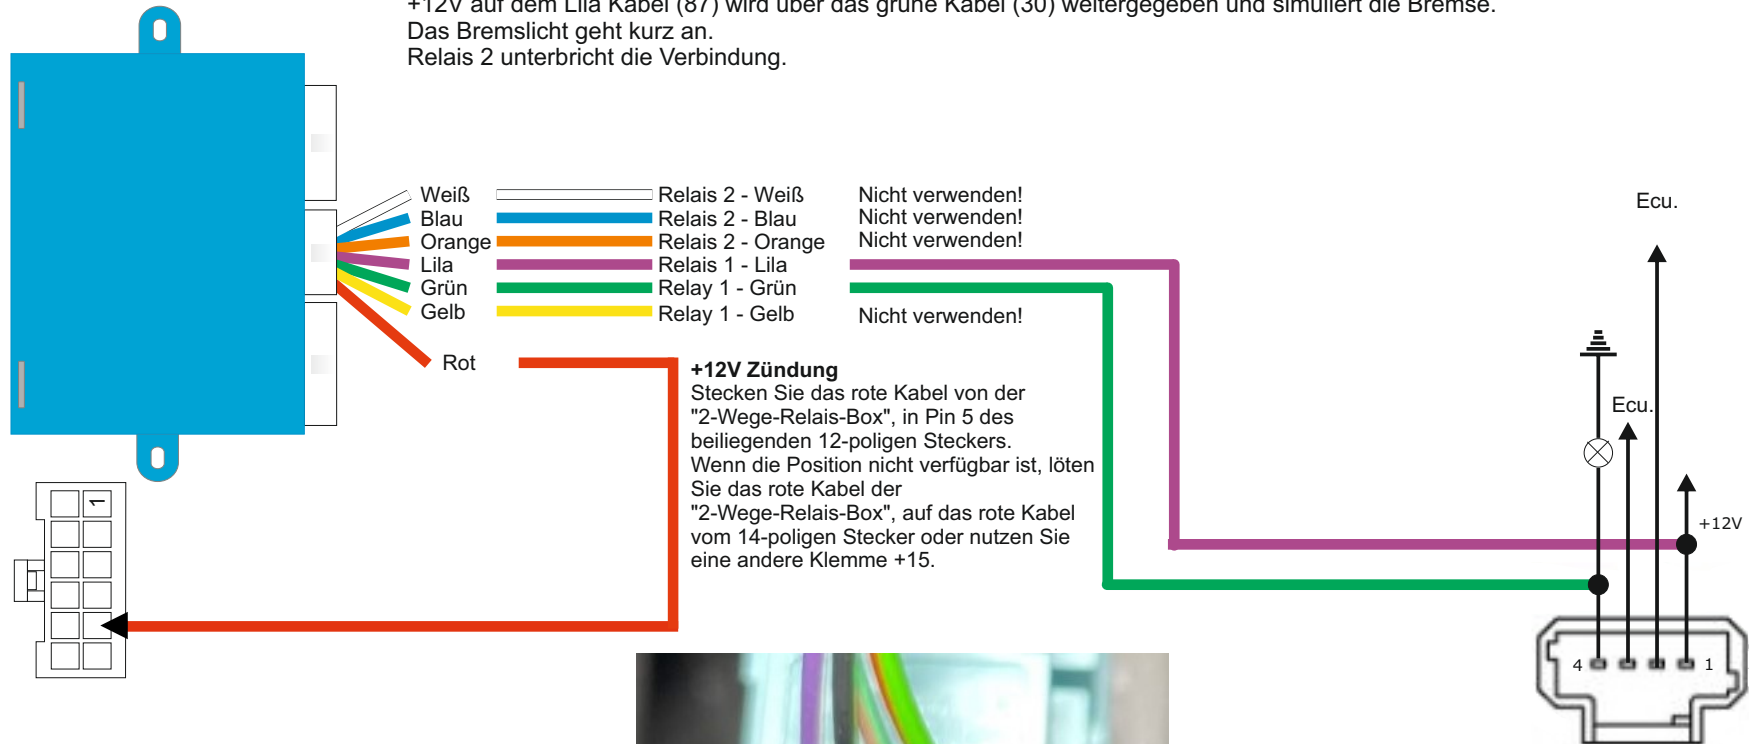 +12V auf dem Lila Kabel (87) wird über das grüne Kabel (30) weitergegeben und simuliert die Bremse.
Das Bremslicht geht kurz an.
Relais 2 unterbricht die Verbindung.
Weiß Relais 2 - Weiß Nicht verwenden!
Blau Relais 2 - Blau Nicht verwenden!
Orange Relais 2 - Orange Nicht verwenden!
Lila Relais 1 - Lila
Grün Relay 1 - Grün
Gelb Relay 1 - Gelb Nicht verwenden!
Rot
+12V Zündung
Stecken Sie das rote Kabel von der
"2-Wege-Relais-Box", in Pin 5 des
beiliegenden 12-poligen Steckers.
Wenn die Position nicht verfügbar ist, löten
Sie das rote Kabel der
"2-Wege-Relais-Box", auf das rote Kabel
vom 14-poligen Stecker oder nutzen Sie
eine andere Klemme +15.
Ecu.
Ecu.
+12V
4 1
1